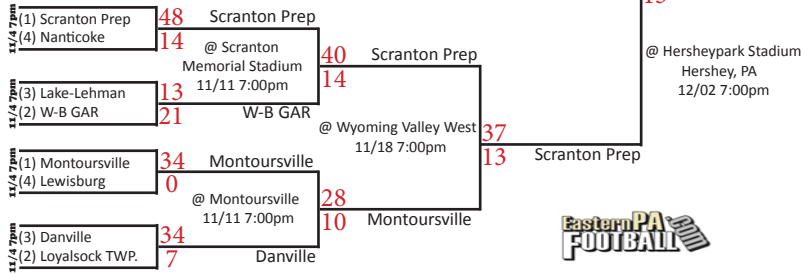 11/4 7pm
(1) Scranton Prep
(4) Nanticoke
48
14
Scranton Prep
@ Scranton
Memorial Stadium
11/11 7:00pm
11/4 7pm
(3) Lake-Lehman
(2) W-B GAR
13
21
W-B GAR
40
14
Scranton Prep
@ Wyoming Valley West
11/18 7:00pm
11/4 7pm
(1) Montoursville
(4) Lewisburg
34
0
Montoursville
@ Montoursville
11/11 7:00pm
11/4 7pm
(3) Danville
(2) Loyalsock TWP.
34
7
Danville
28
10
Montoursville
37
13
Scranton Prep
@ Hersheypark Stadium
Hershey, PA
12/02 7:00pm
EasternPA
FOOTBALL.com